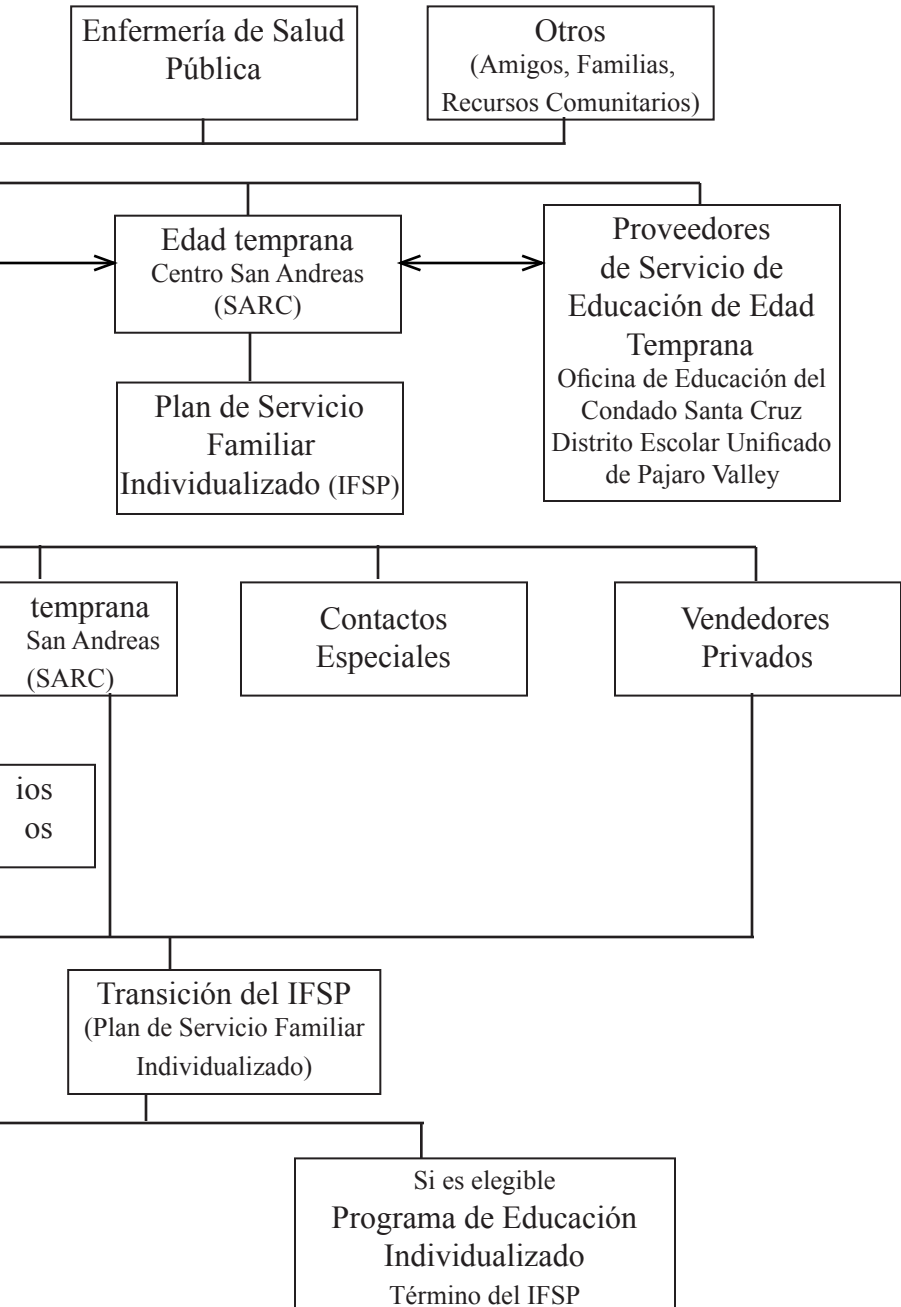 Enfermería de Salud
Pública
Otros
(Amigos, Familias,
Recursos Comunitarios)
Edad temprana
Centro San Andreas
(SARC)
Proveedores
de Servicio de
Educación de Edad
Temprana
Oficina de Educación del
Condado Santa Cruz
Distrito Escolar Unificado
de Pajaro Valley
Plan de Servicio
Familiar
Individualizado (IFSP)
temprana
San Andreas
(SARC)
Contactos
Especiales
Vendedores
Privados
ios
os
Transición del IFSP
(Plan de Servicio Familiar
Individualizado)
Si es elegible
Programa de Educación
Individualizado
Término del IFSP